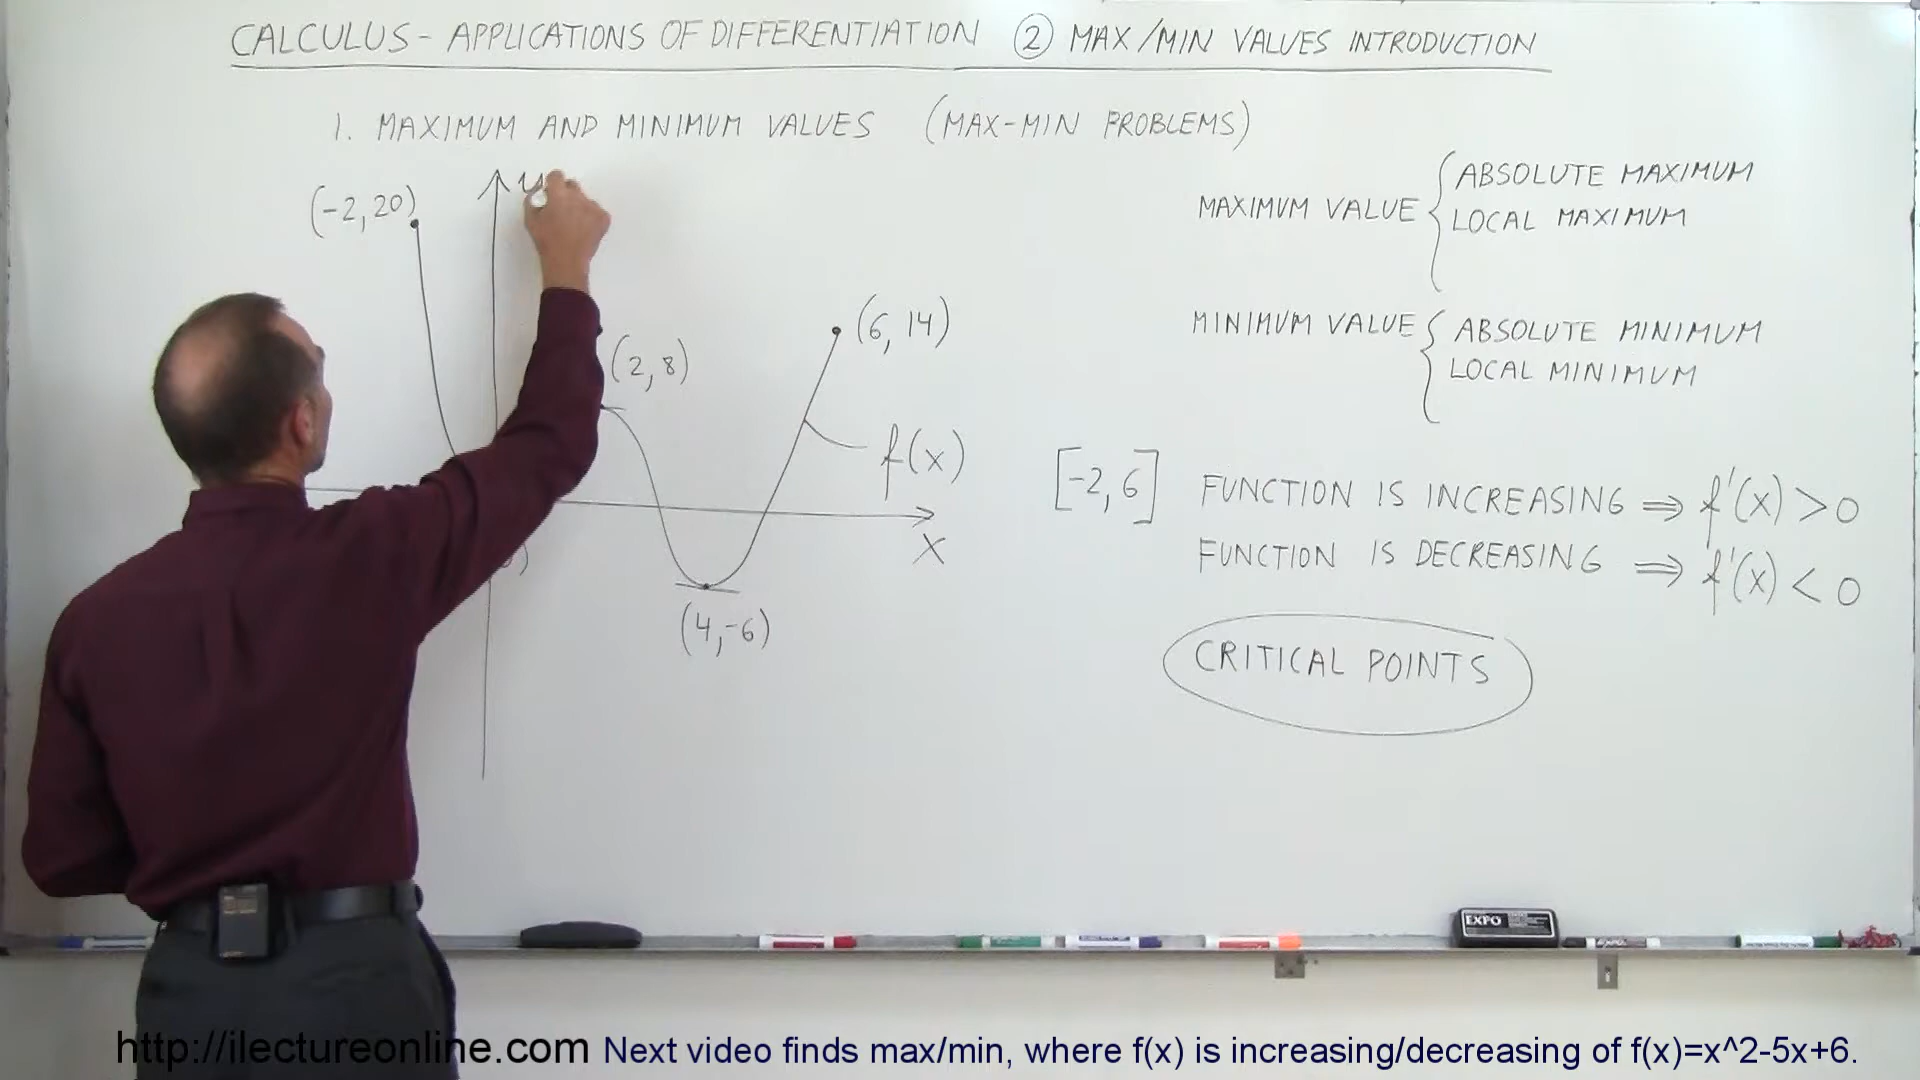 CALCULUS - APPLICATIONS OF DIFFERENTIATION ② MAX/MIN VALUES INTRODUCTION
1. MAXIMUM AND MINIMUM VALUES (MAX-MIN PROBLEMS)
(-2, 20)
y
(2, 8)
(6, 14)
f(x)
x
(4, -6)
MAXIMUM VALUE { ABSOLUTE MAXIMUM
LOCAL MAXIMUM
MINIMUM VALUE { ABSOLUTE MINIMUM
LOCAL MINIMUM
[-2, 6] FUNCTION IS INCREASING ⇒ f'(x) > 0
FUNCTION IS DECREASING ⇒ f'(x) < 0
CRITICAL POINTS
EXPO
http://ilectureonline.com Next video finds max/min, where f(x) is increasing/decreasing of f(x)=x^2-5x+6.